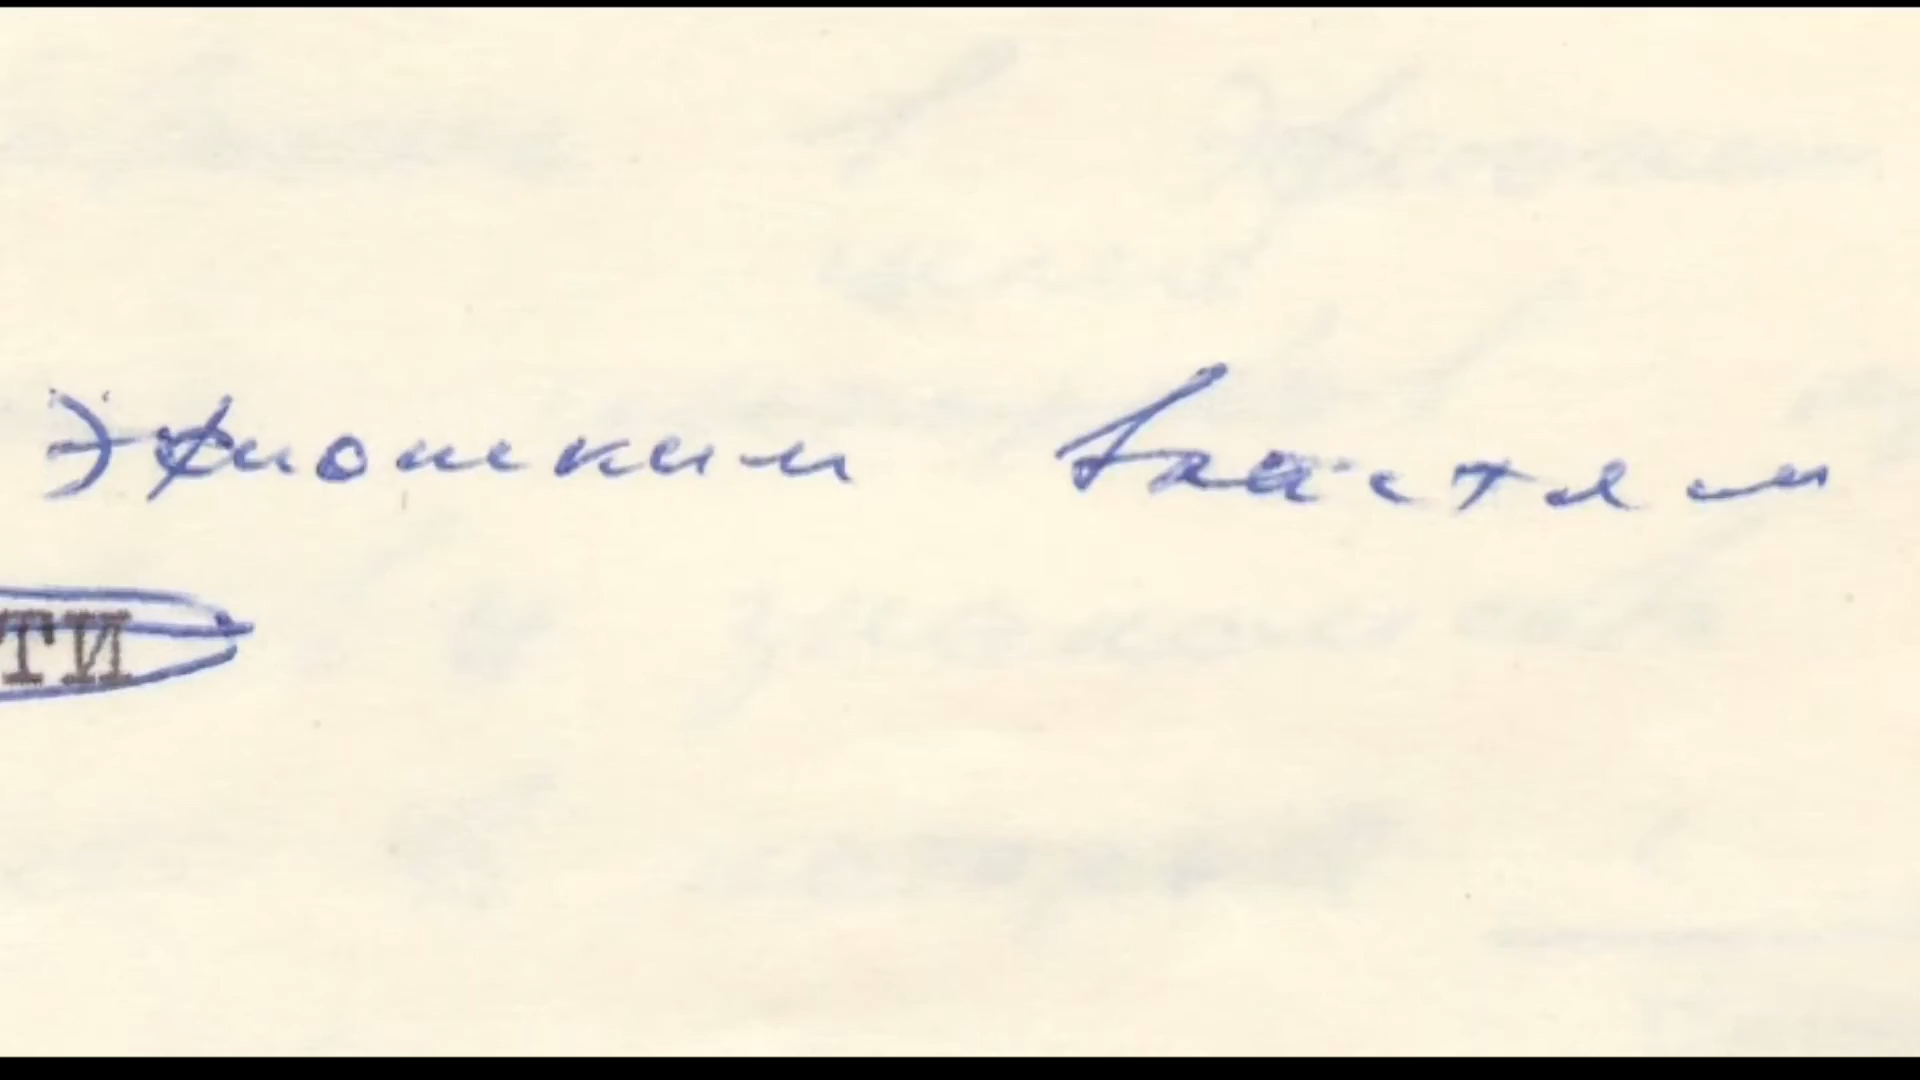 Эфиопским властям
ТИ